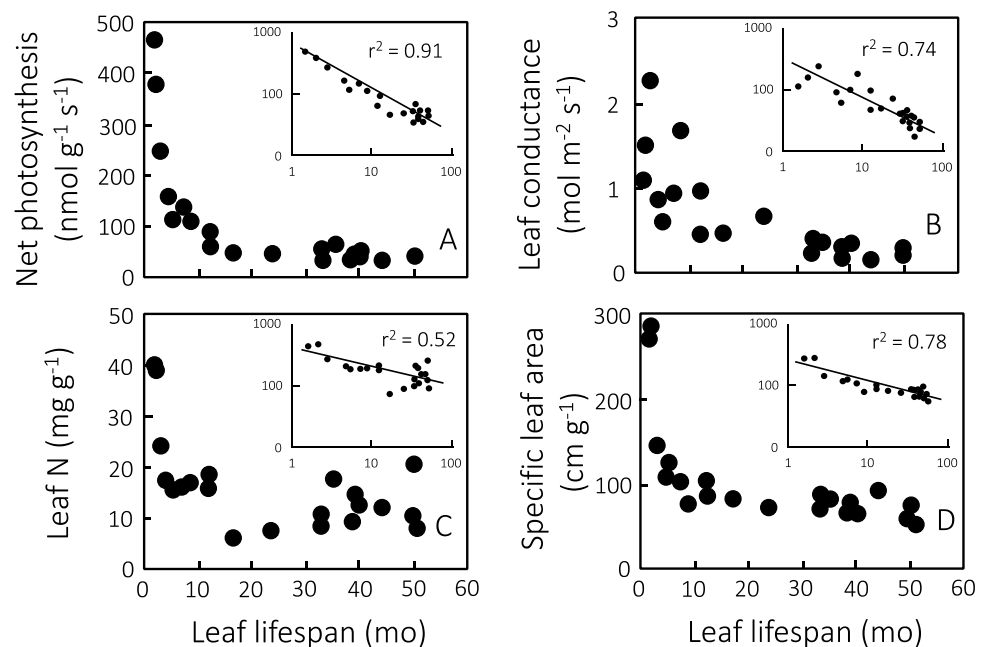 Net photosynthesis
(nmol g-1 s-1)
500
400
300
200
100
0
1000
100
0
1
10
100
r2 = 0.91
A
Leaf conductance
(mol m-2 s-1)
3
2
1
0
1000
100
0
1
10
100
r2 = 0.74
B
Leaf N (mg g-1)
50
40
30
20
10
0
1000
100
0
1
10
100
r2 = 0.52
C
0 10 20 30 40 50 60
Leaf lifespan (mo)
Specific leaf area
(cm g-1)
300
200
100
0
1000
100
0
1
10
100
r2 = 0.78
D
0 10 20 30 40 50 60
Leaf lifespan (mo)